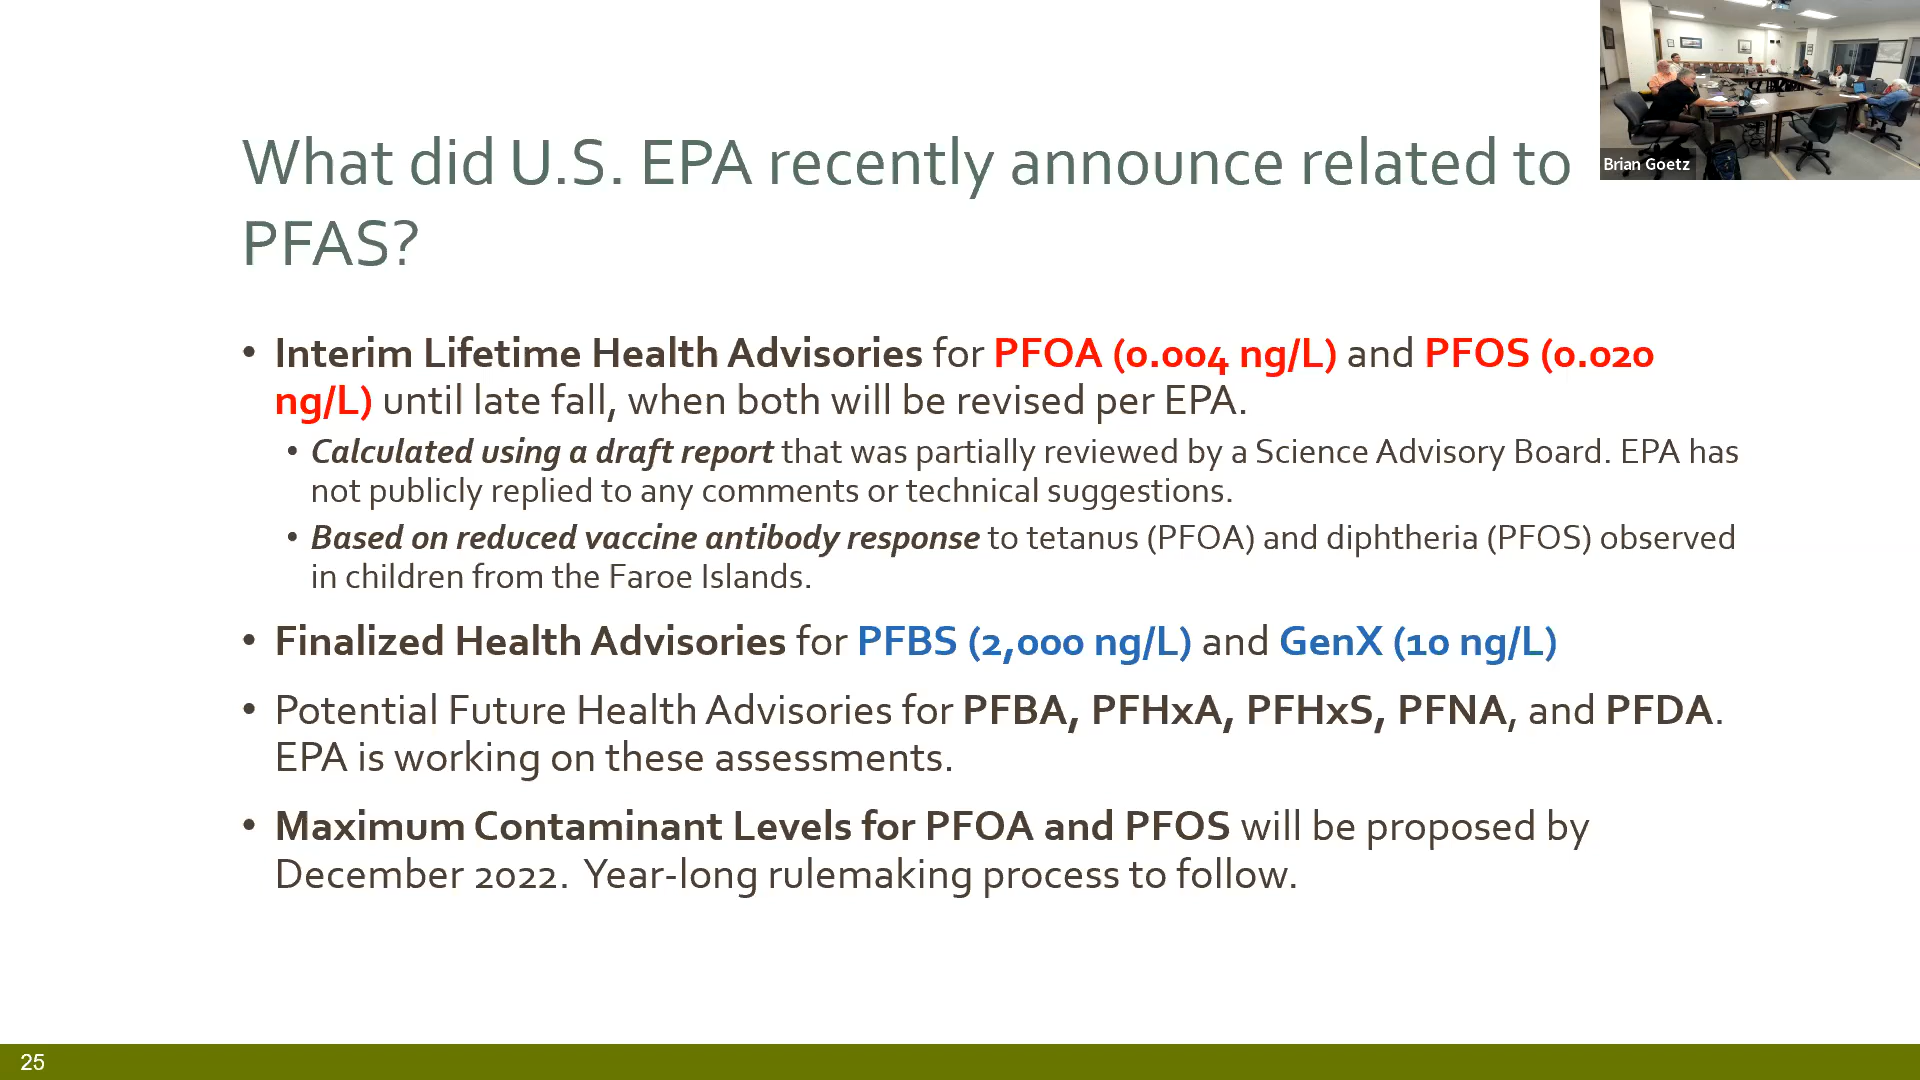 What did U.S. EPA recently announce related to
PFAS?
• Interim Lifetime Health Advisories for PFOA (0.004 ng/L) and PFOS (0.020
ng/L) until late fall, when both will be revised per EPA.
• Calculated using a draft report that was partially reviewed by a Science Advisory Board. EPA has
not publicly replied to any comments or technical suggestions.
• Based on reduced vaccine antibody response to tetanus (PFOA) and diphtheria (PFOS) observed
in children from the Faroe Islands.
• Finalized Health Advisories for PFBS (2,000 ng/L) and GenX (10 ng/L)
• Potential Future Health Advisories for PFBA, PFHxA, PFHxS, PFNA, and PFDA.
EPA is working on these assessments.
• Maximum Contaminant Levels for PFOA and PFOS will be proposed by
December 2022.  Year-long rulemaking process to follow.
25
Brian Goetz